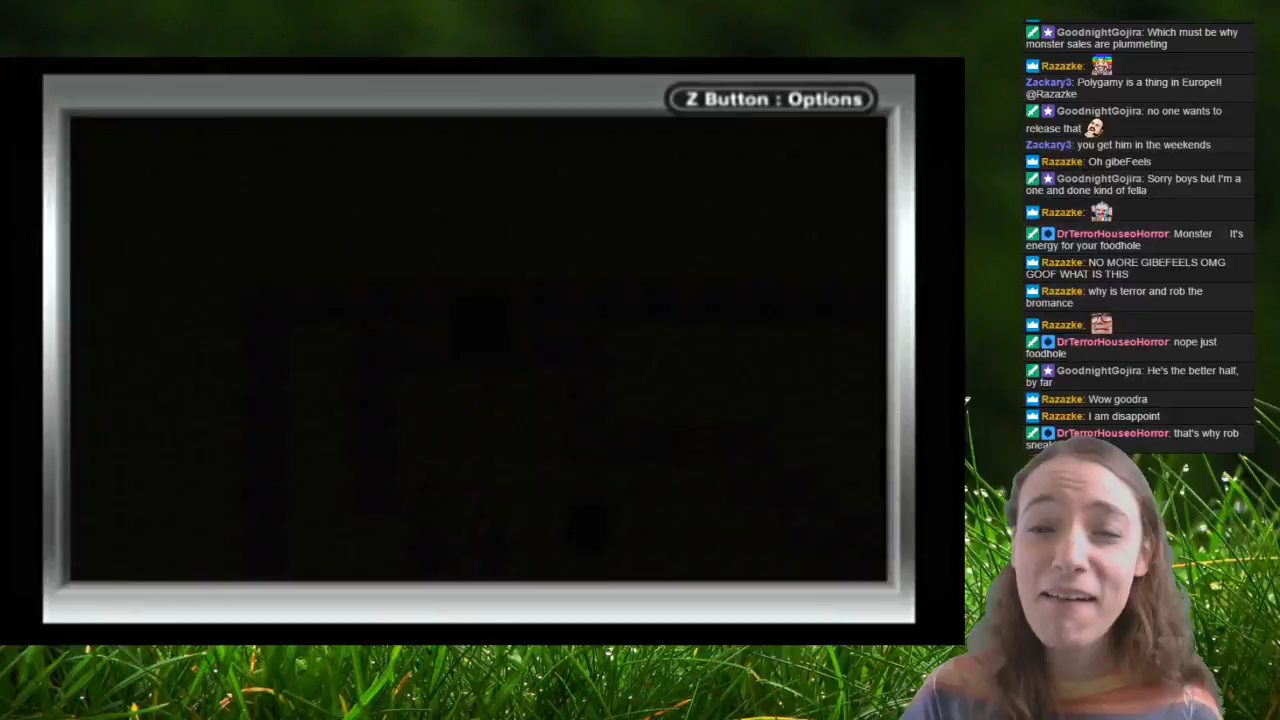 Z Button : Options
GoodnightGojira: Which must be why
monster sales are plummeting
Razazke:
Zackary3: Polygamy is a thing in Europe!!
@Razazke
GoodnightGojira: no one wants to
release that
Zackary3: you get him in the weekends
Razazke: Oh gibeFeels
GoodnightGojira: Sorry boys but I'm a
one and done kind of fella
Razazke:
DrTerrorHouseoHorror: Monster It's
energy for your foodhole
Razazke: NO MORE GIBEFEELS OMG
GOOF WHAT IS THIS
Razazke: why is terror and rob the
bromance
Razazke:
DrTerrorHouseoHorror: nope just
foodhole
GoodnightGojira: He's the better half,
by far
Razazke: Wow goodra
Razazke: I am disappoint
DrTerrorHouseoHorror: that's why rob